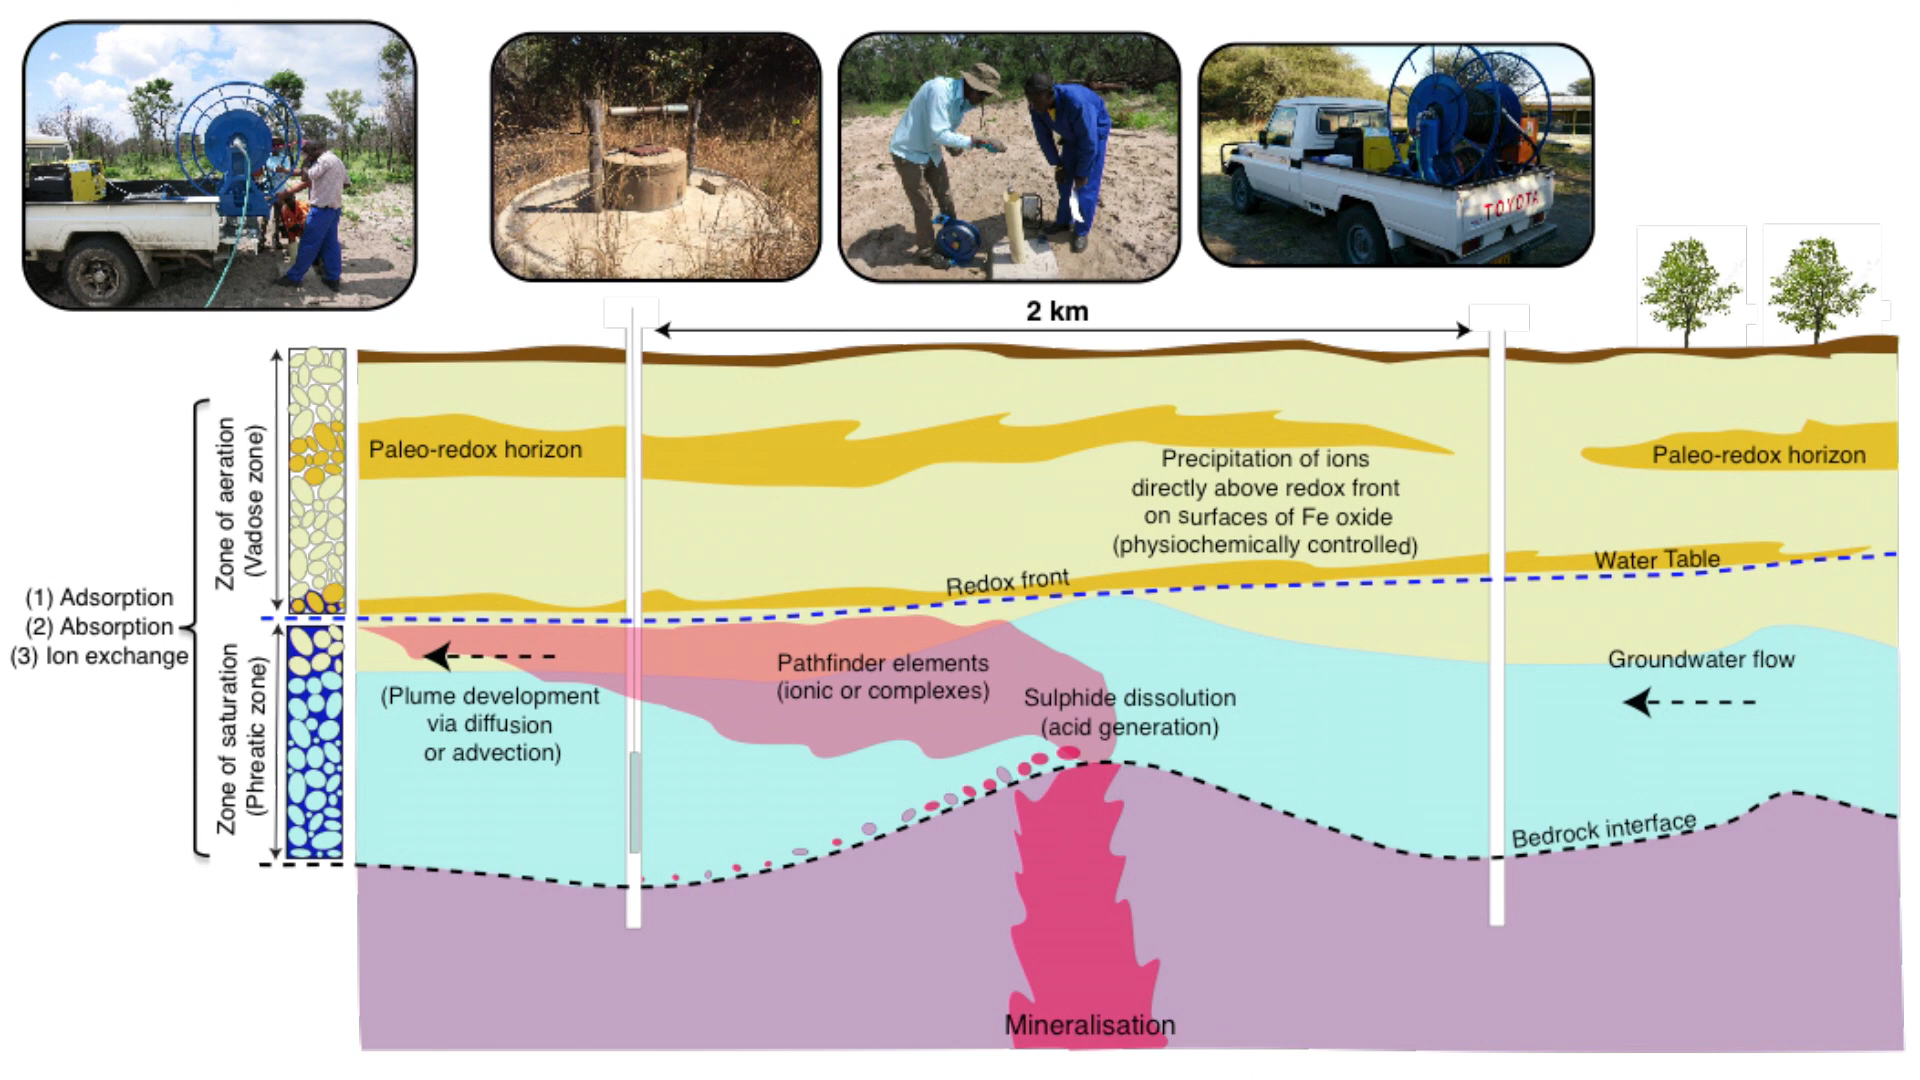 TOYOTA
2 km
Paleo-redox horizon
Paleo-redox horizon
Precipitation of ions
directly above redox front
on surfaces of Fe oxide
(physiochemically controlled)
Zone of aeration
(Vadose zone)
Redox front
Water Table
(1) Adsorption
(2) Absorption
(3) Ion exchange
Zone of saturation
(Phreatic zone)
Pathfinder elements
(ionic or complexes)
Groundwater flow
(Plume development
via diffusion
or advection)
Sulphide dissolution
(acid generation)
Bedrock interface
Mineralisation